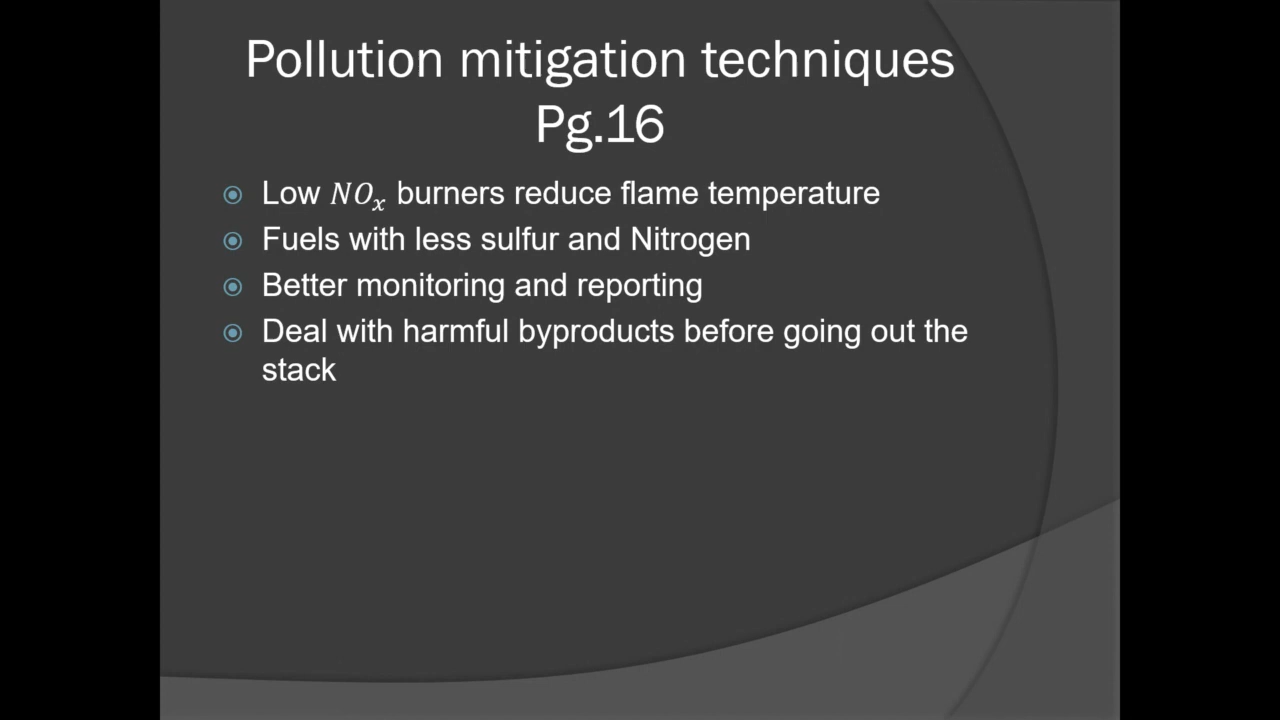 Pollution mitigation techniques
Pg.16
Low NOₓ burners reduce flame temperature
Fuels with less sulfur and Nitrogen
Better monitoring and reporting
Deal with harmful byproducts before going out the
stack